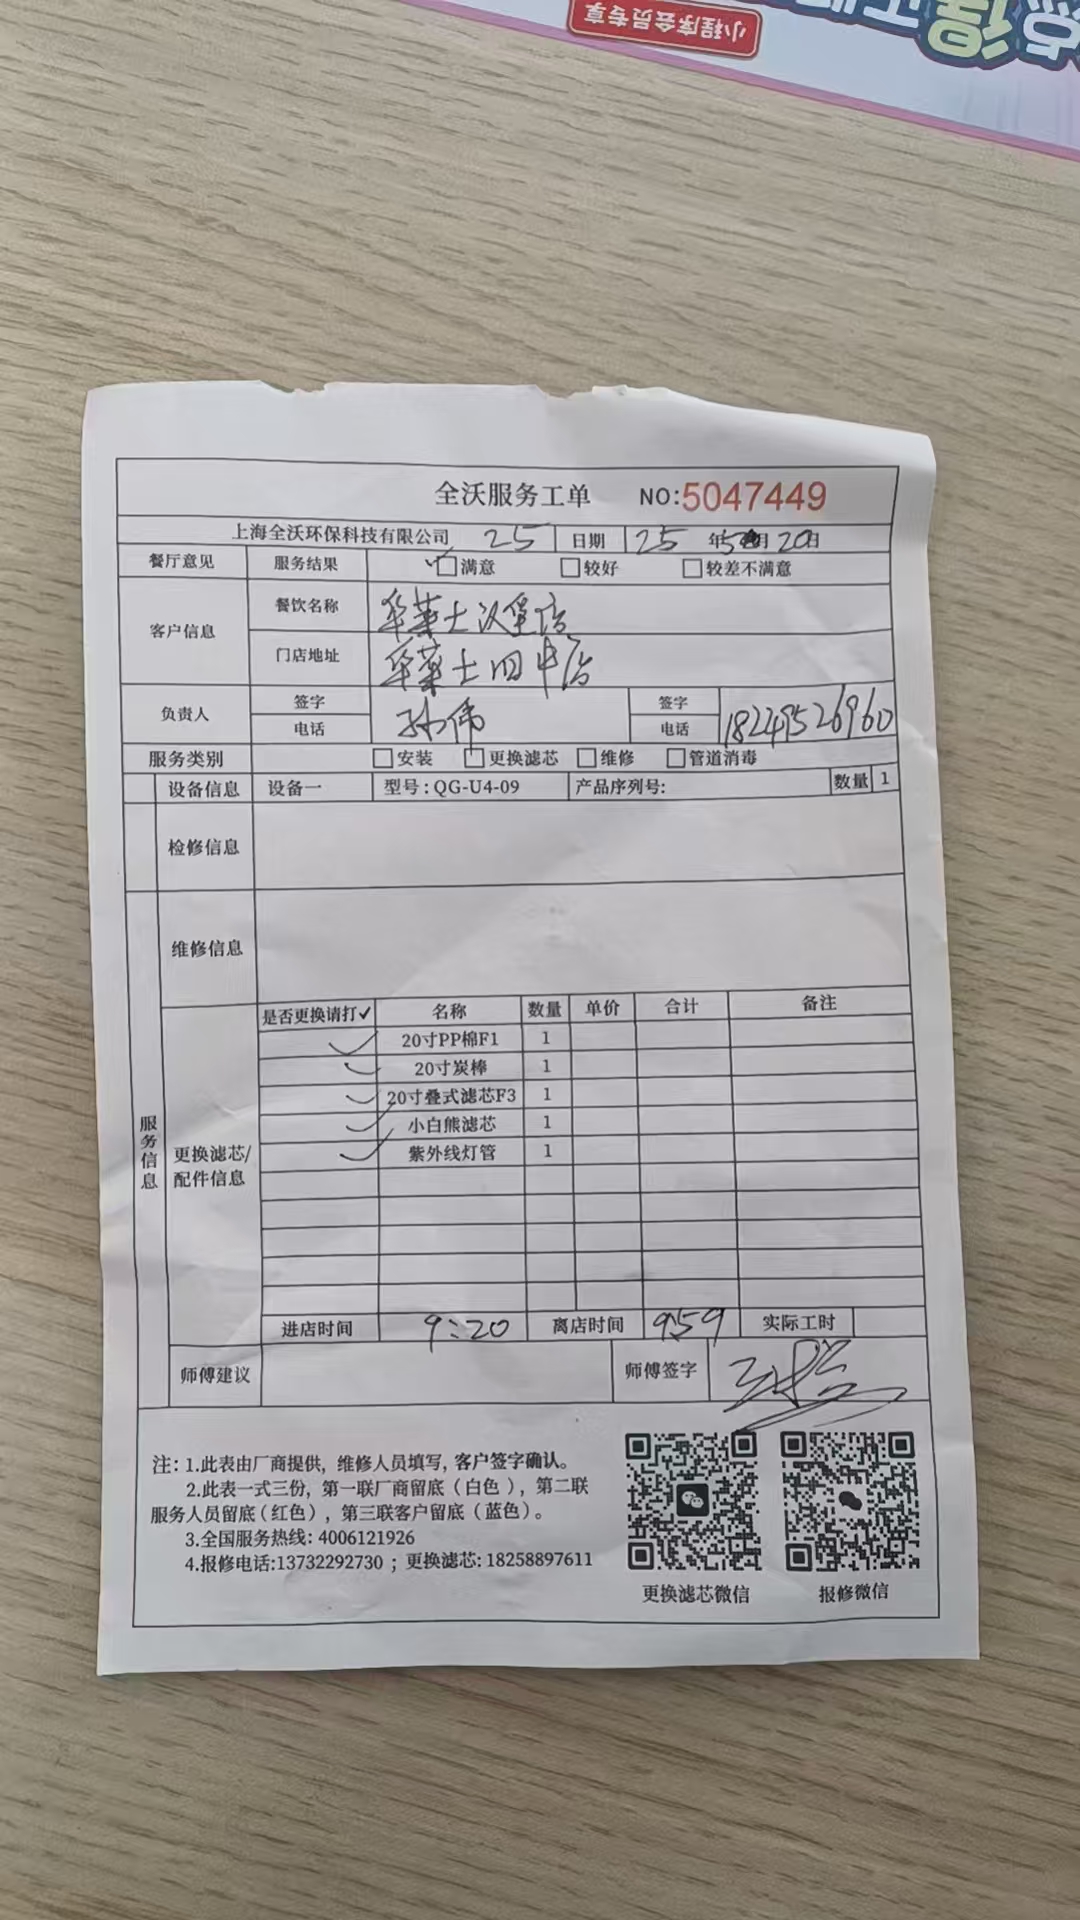 小程序会员专享
全沃服务工单 NO:5047449
上海全沃环保科技有限公司 25 日期 25 年5月20日
餐厅意见 服务结果 满意 较好 较差不满意
客户信息 餐饮名称 华莱士汉堡店
门店地址 华莱士四中店
负责人 签字 孙伟 签字
电话 电话 18249526960
服务类别 安装 更换滤芯 维修 管道消毒
设备信息 设备一 型号:QG-U4-09 产品序列号: 数量 1
检修信息
维修信息
服务信息
更换滤芯/配件信息
是否更换请打✓ 名称 数量 单价 合计 备注
✓ 20寸PP棉F1 1
✓ 20寸炭棒 1
✓ 20寸叠式滤芯F3 1
✓ 小白熊滤芯 1
✓ 紫外线灯管 1
进店时间 9:20 离店时间 9:59 实际工时
师傅建议 师傅签字
注:1.此表由厂商提供,维修人员填写,客户签字确认。
2.此表一式三份,第一联厂商留底(白色),第二联
服务人员留底(红色),第三联客户留底(蓝色)。
3.全国服务热线:4006121926
4.报修电话:13732292730;更换滤芯:18258897611
更换滤芯微信 报修微信